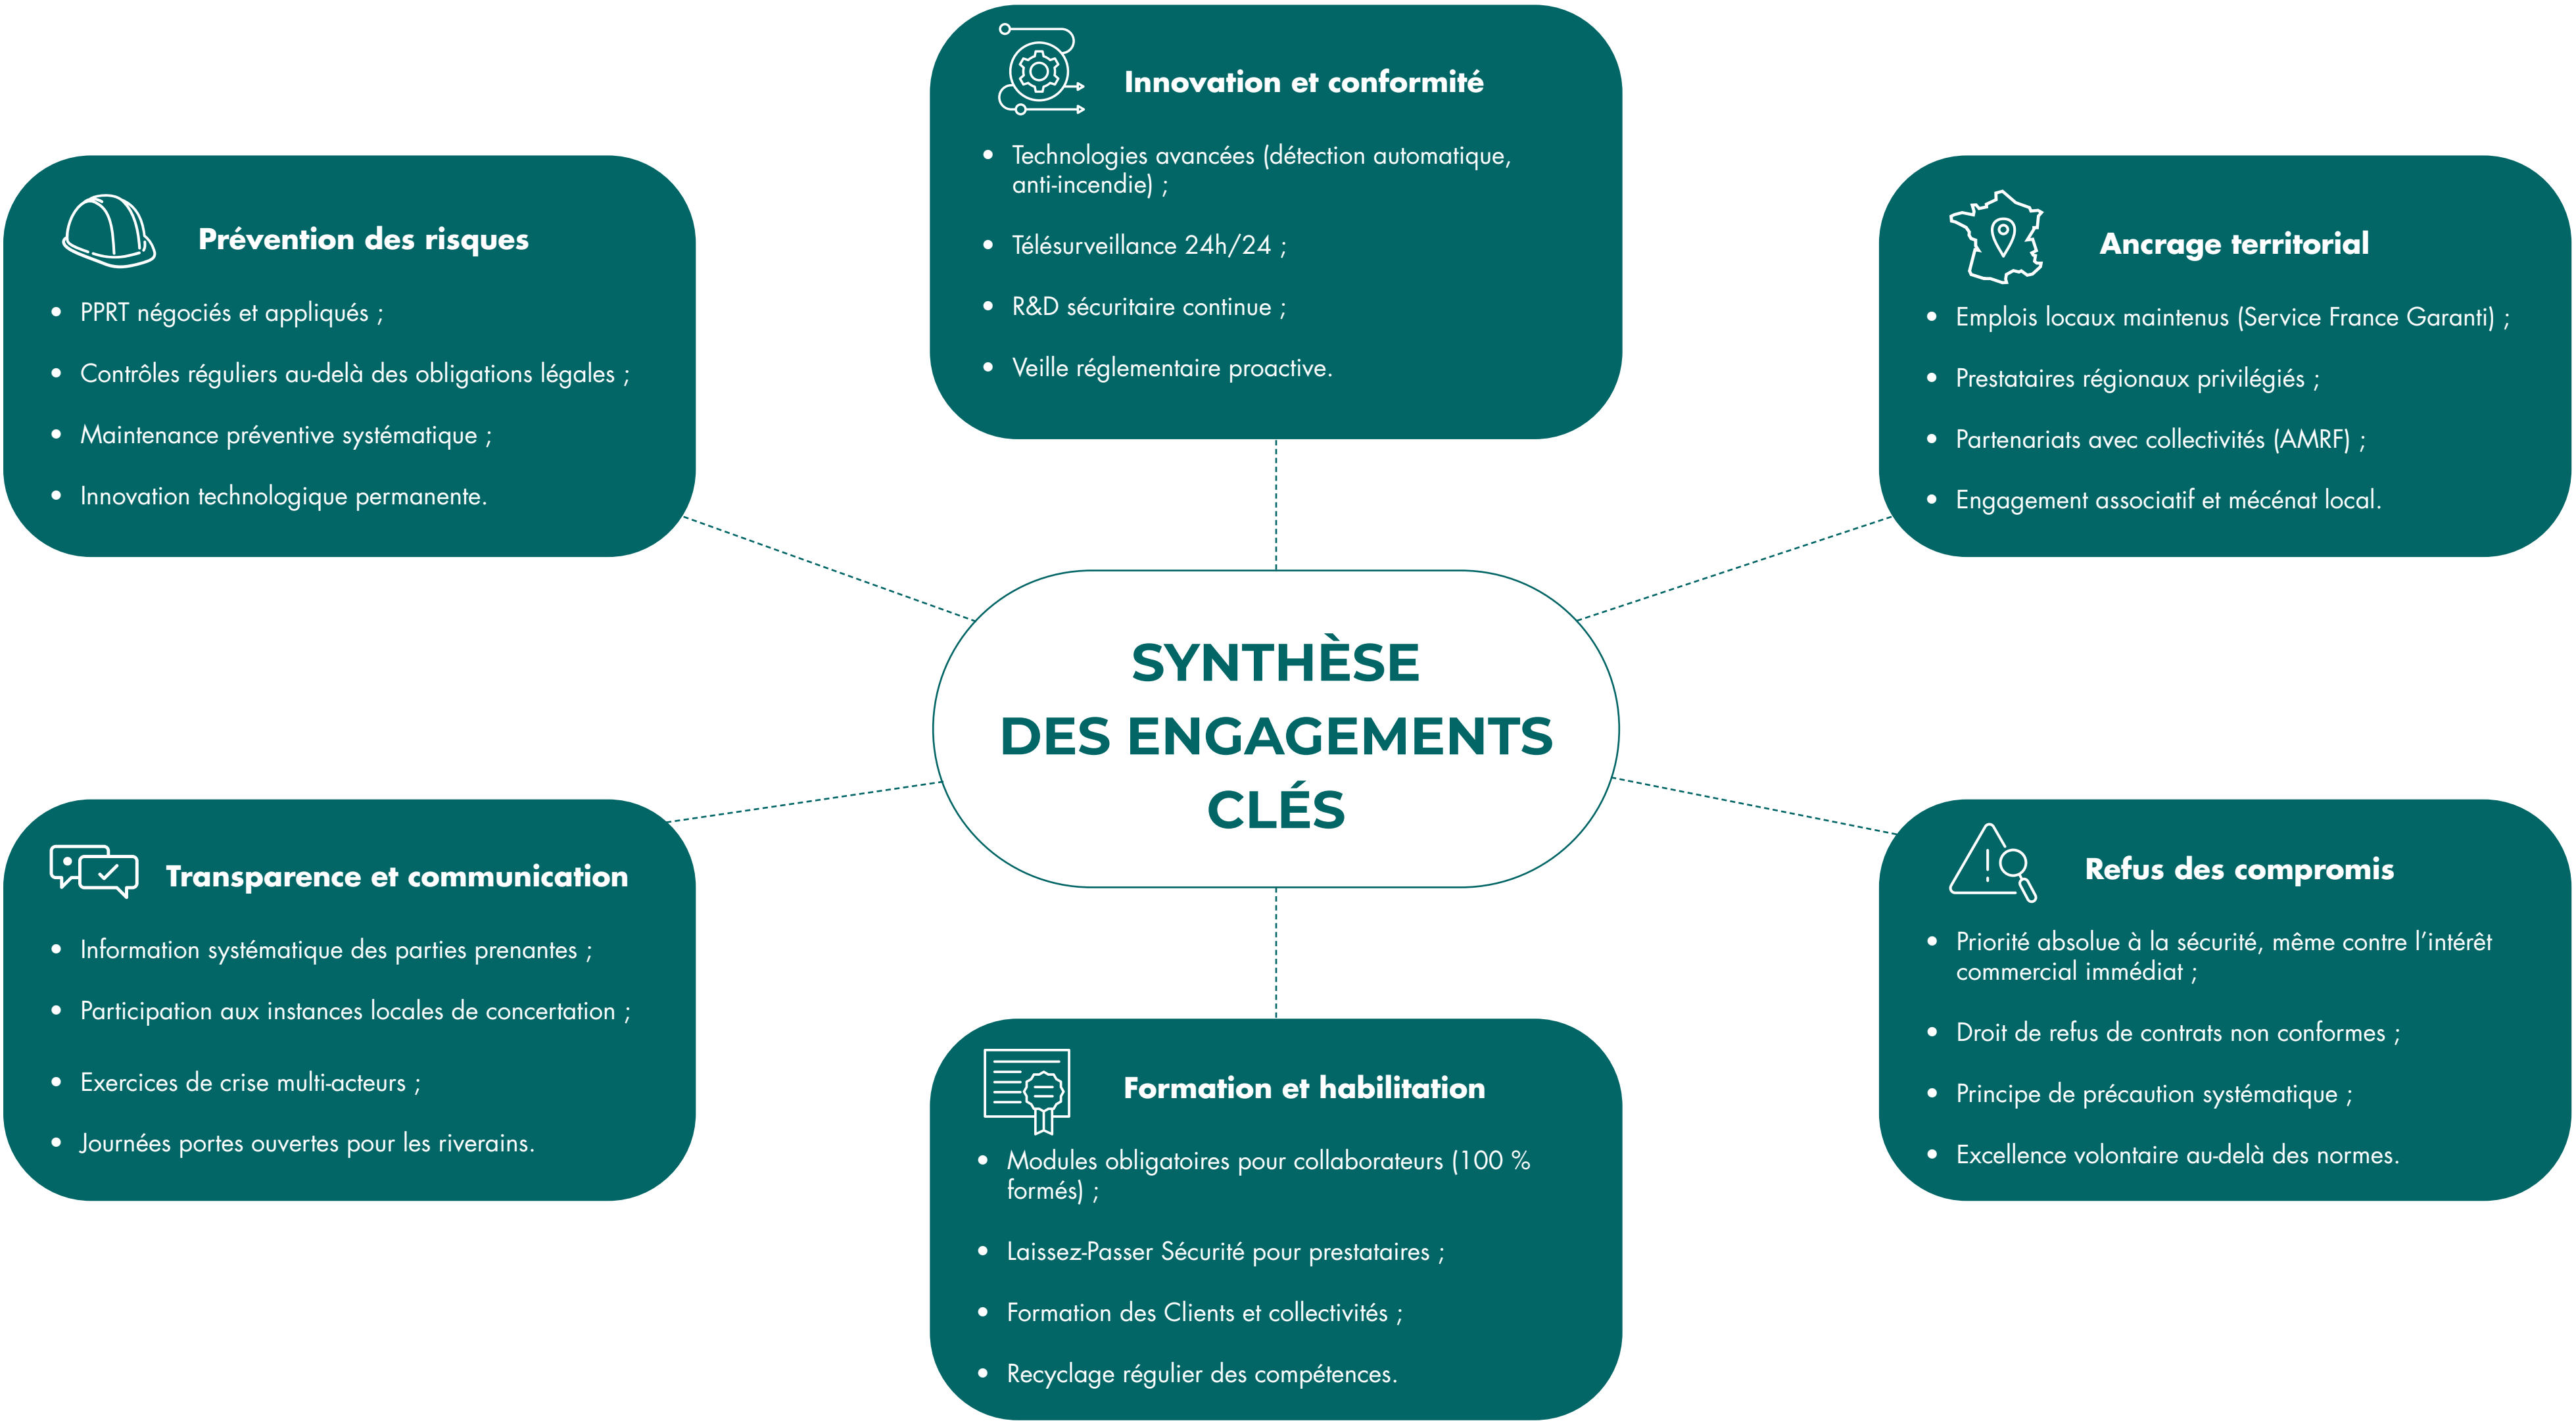 Innovation et conformité
• Technologies avancées (détection automatique,
anti-incendie) ;
• Télésurveillance 24h/24 ;
• R&D sécuritaire continue ;
• Veille réglementaire proactive.
Prévention des risques
• PPRT négociés et appliqués ;
• Contrôles réguliers au-delà des obligations légales ;
• Maintenance préventive systématique ;
• Innovation technologique permanente.
Ancrage territorial
• Emplois locaux maintenus (Service France Garanti) ;
• Prestataires régionaux privilégiés ;
• Partenariats avec collectivités (AMRF) ;
• Engagement associatif et mécénat local.
SYNTHÈSE
DES ENGAGEMENTS
CLÉS
Transparence et communication
• Information systématique des parties prenantes ;
• Participation aux instances locales de concertation ;
• Exercices de crise multi-acteurs ;
• Journées portes ouvertes pour les riverains.
Refus des compromis
• Priorité absolue à la sécurité, même contre l’intérêt
commercial immédiat ;
• Droit de refus de contrats non conformes ;
• Principe de précaution systématique ;
• Excellence volontaire au-delà des normes.
Formation et habilitation
• Modules obligatoires pour collaborateurs (100 %
formés) ;
• Laissez-Passer Sécurité pour prestataires ;
• Formation des Clients et collectivités ;
• Recyclage régulier des compétences.